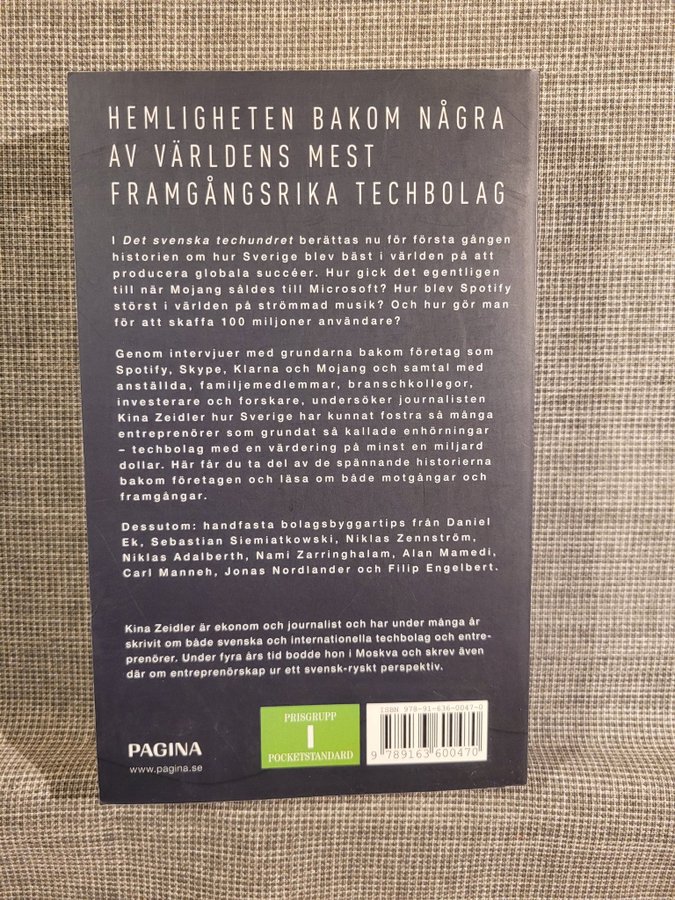 HEMLIGHETEN BAKOM NÅGRA
AV VÄRLDENS MEST
FRAMGÅNGSRIKA TECHBOLAG
I Det svenska techundret berättas nu för första gången
historien om hur Sverige blev bäst i världen på att
producera globala succéer. Hur gick det egentligen
till när Mojang såldes till Microsoft? Hur blev Spotify
störst i världen på strömmad musik? Och hur gör man
för att skaffa 100 miljoner användare?
Genom intervjuer med grundarna bakom företag som
Spotify, Skype, Klarna och Mojang och samtal med
anställda, familjemedlemmar, branschkollegor,
investerare och forskare, undersöker journalisten
Kina Zeidler hur Sverige har kunnat fostra så många
entreprenörer som grundat så kallade enhörningar
– techbolag med en värdering på minst en miljard
dollar. Här får du ta del av de spännande historierna
bakom företagen och läsa om både motgångar och
framgångar.
Dessutom: handfasta bolagsbyggartips från Daniel
Ek, Sebastian Siemiatkowski, Niklas Zennström,
Niklas Adalberth, Nami Zarringhalam, Alan Mamedi,
Carl Manneh, Jonas Nordlander och Filip Engelbert.
Kina Zeidler är ekonom och journalist och har under många år
skrivit om både svenska och internationella techbolag och entre-
prenörer. Under fyra års tid bodde hon i Moskva och skrev även
där om entreprenörskap ur ett svensk-ryskt perspektiv.
PAGINA
www.pagina.se
PRISGRUPP
I
POCKETSTANDARD
ISBN 978-91-636-0047-0
9 789163 600470